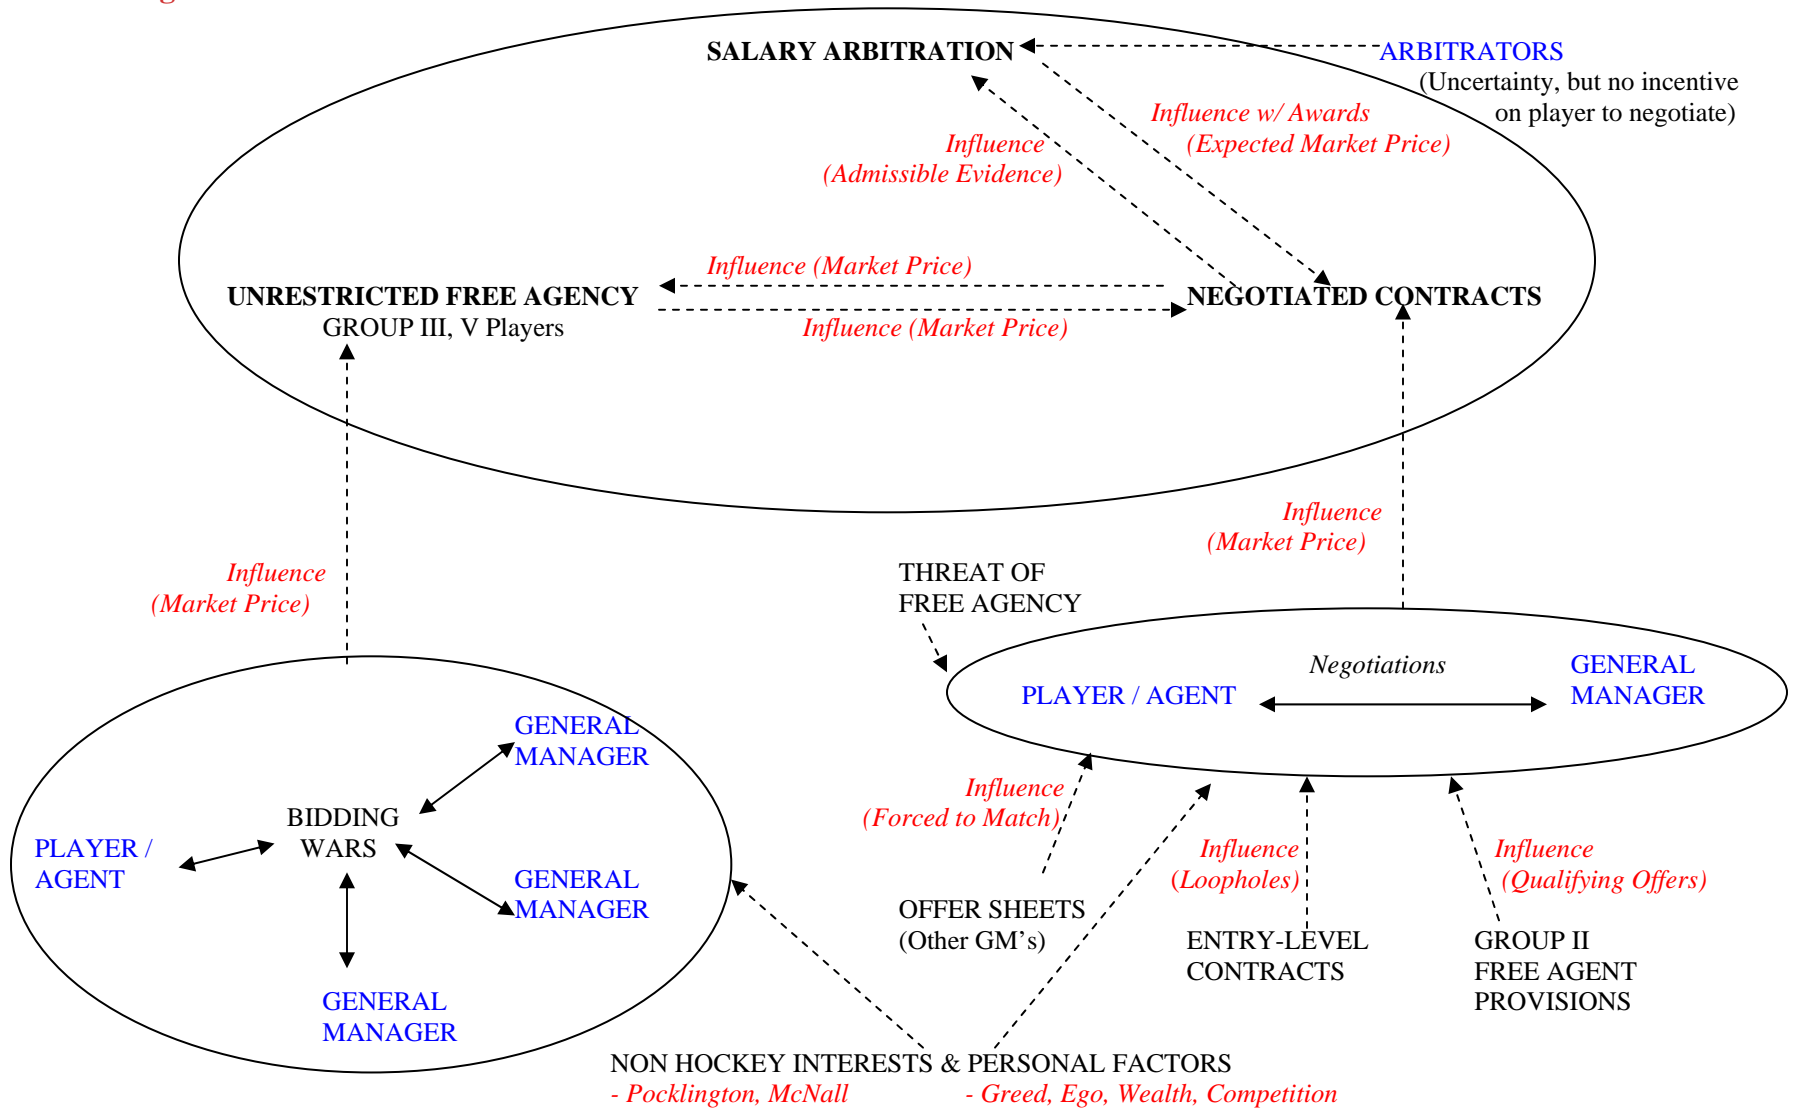 SALARY ARBITRATION
ARBITRATORS
(Uncertainty, but no incentive
on player to negotiate)
Influence w/ Awards
(Expected Market Price)
Influence
(Admissible Evidence)
Influence (Market Price)
UNRESTRICTED FREE AGENCY
GROUP III, V Players
NEGOTIATED CONTRACTS
Influence (Market Price)
Influence
(Market Price)
Influence
(Market Price)
THREAT OF
FREE AGENCY
Negotiations
PLAYER / AGENT
GENERAL
MANAGER
GENERAL
MANAGER
BIDDING
WARS
PLAYER /
AGENT
GENERAL
MANAGER
GENERAL
MANAGER
Influence
(Forced to Match)
Influence
(Loopholes)
Influence
(Qualifying Offers)
OFFER SHEETS
(Other GM's)
ENTRY-LEVEL
CONTRACTS
GROUP II
FREE AGENT
PROVISIONS
NON HOCKEY INTERESTS & PERSONAL FACTORS
- Pocklington, McNall
- Greed, Ego, Wealth, Competition